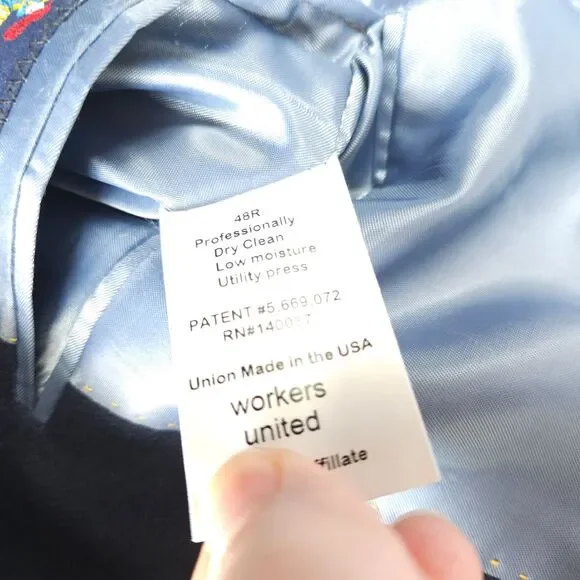 48R
Professionally
Dry Clean
Low moisture
Utility press
PATENT #5,669,072
Union Made in the USA
workers
united